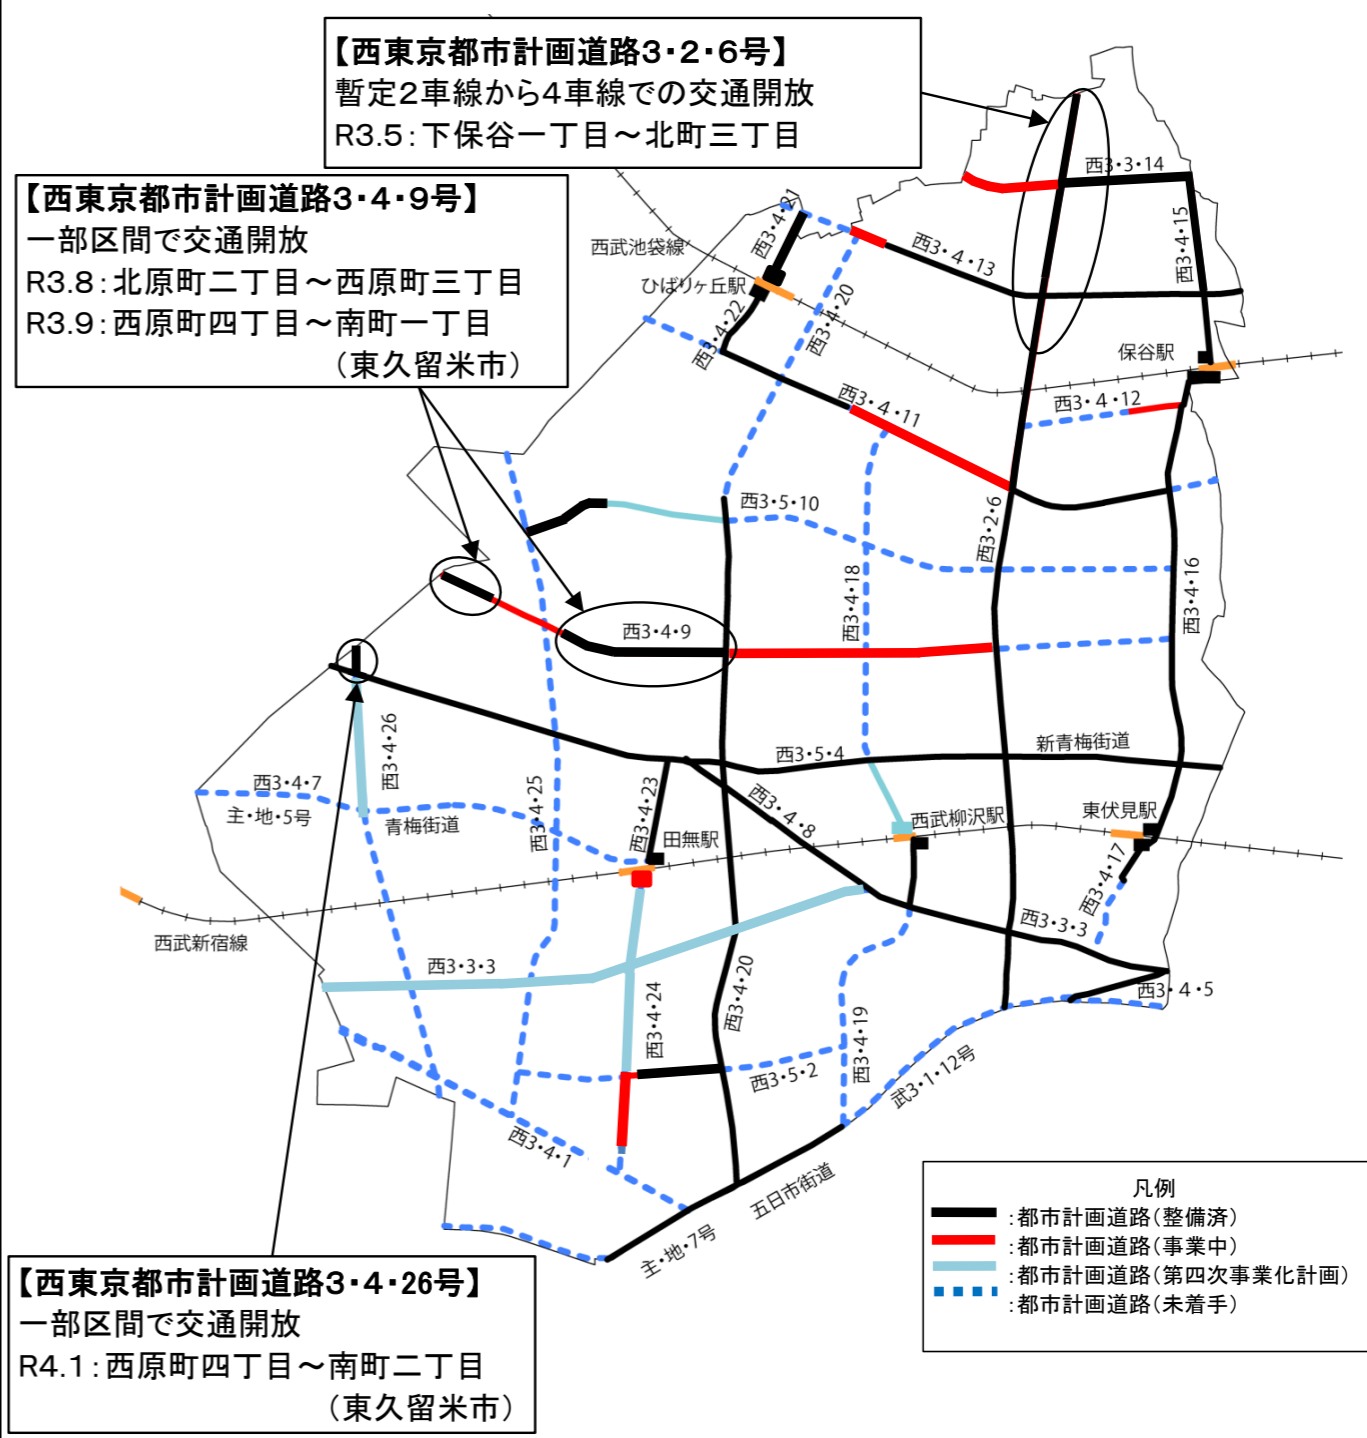 【西東京都市計画道路3・2・6号】
暫定2車線から4車線での交通開放
R3.5：下保谷一丁目～北町三丁目
【西東京都市計画道路3・4・9号】
一部区間で交通開放
R3.8：北原町二丁目～西原町三丁目
R3.9：西原町四丁目～南町一丁目
（東久留米市）
西3・3・14
西3・4・15
西3・4・21
西3・4・13
西武池袋線
ひばりヶ丘駅
西3・4・20
西3・4・22
保谷駅
西3・4・12
西3・4・11
西3・5・10
西3・2・6
西3・4・18
西3・4・16
西3・4・9
西3・4・26
西3・5・4
新青梅街道
西3・4・7
主・地・5号
青梅街道
西3・4・25
西3・4・23
田無駅
西3・4・8
西武柳沢駅
東伏見駅
西3・4・17
西武新宿線
西3・3・3
西3・3・3
西3・4・5
西3・4・20
西3・4・24
西3・4・19
西3・5・2
武3・1・12号
西3・4・1
五日市街道
主・地・7号
凡例
：都市計画道路（整備済）
：都市計画道路（事業中）
：都市計画道路（第四次事業化計画）
：都市計画道路（未着手）
【西東京都市計画道路3・4・26号】
一部区間で交通開放
R4.1：西原町四丁目～南町二丁目
（東久留米市）